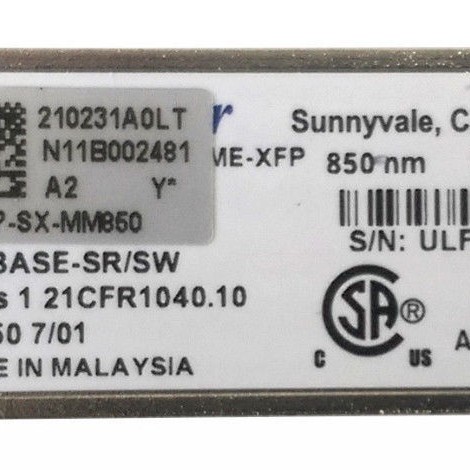 210231A0LT
N11B002481
A2 Y*
P-SX-MM850
r Sunnyvale, C
ME-XFP 850 nm
S/N: ULF
BASE-SR/SW
s 1 21CFR1040.10
50 7/01
E IN MALAYSIA
SA
C US
A